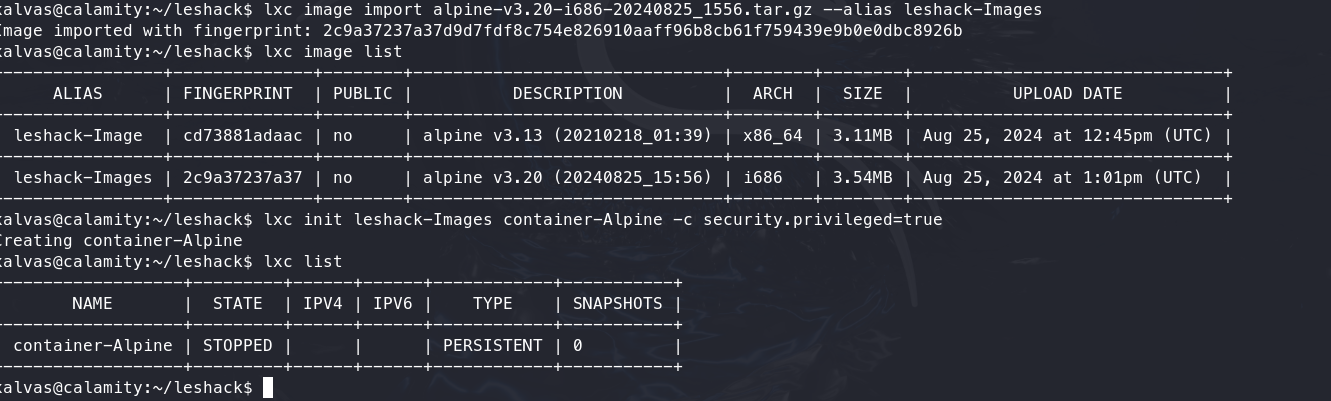 xalvas@calamity:~/leshack$ lxc image import alpine-v3.20-i686-20240825_1556.tar.gz --alias leshack-Images
Image imported with fingerprint: 2c9a37237a37d9d7fdf8c754e826910aaff96b8cb61f759439e9b0e0dbc8926b
xalvas@calamity:~/leshack$ lxc image list
-----------------+--------------+--------+-------------------------------+--------+--------+-------------------------------+
ALIAS | FINGERPRINT | PUBLIC | DESCRIPTION | ARCH | SIZE | UPLOAD DATE |
-----------------+--------------+--------+-------------------------------+--------+--------+-------------------------------+
leshack-Image | cd73881adaac | no | alpine v3.13 (20210218_01:39) | x86_64 | 3.11MB | Aug 25, 2024 at 12:45pm (UTC) |
-----------------+--------------+--------+-------------------------------+--------+--------+-------------------------------+
leshack-Images | 2c9a37237a37 | no | alpine v3.20 (20240825_15:56) | i686 | 3.54MB | Aug 25, 2024 at 1:01pm (UTC) |
-----------------+--------------+--------+-------------------------------+--------+--------+-------------------------------+
xalvas@calamity:~/leshack$ lxc init leshack-Images container-Alpine -c security.privileged=true
Creating container-Alpine
xalvas@calamity:~/leshack$ lxc list
-------------------+---------+------+------+------------+-----------+
NAME | STATE | IPV4 | IPV6 | TYPE | SNAPSHOTS |
-------------------+---------+------+------+------------+-----------+
container-Alpine | STOPPED | | | PERSISTENT | 0 |
-------------------+---------+------+------+------------+-----------+
xalvas@calamity:~/leshack$